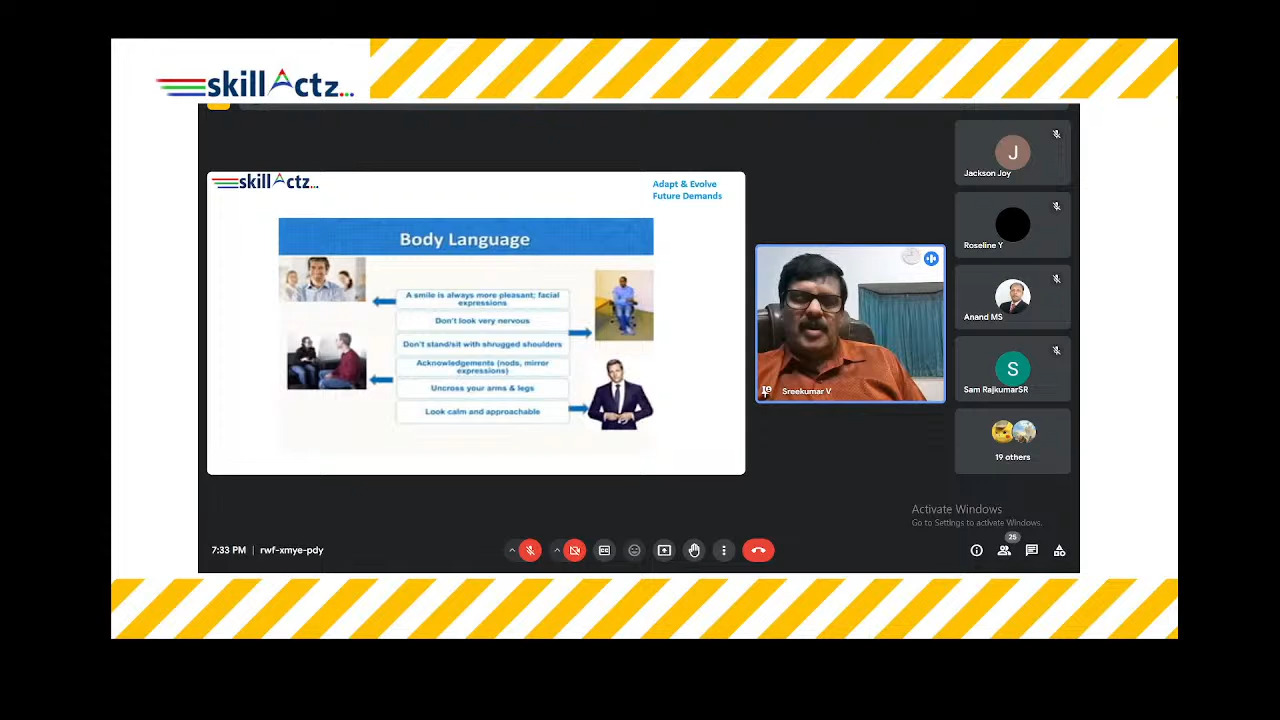 skillActz...
skillActz...
Adapt & Evolve
Future Demands
Body Language
A smile is always more pleasant; facial
expressions
Don't look very nervous
Don't stand/sit with shrugged shoulders
Acknowledgements (nods, mirror
expressions)
Uncross your arms & legs
Look calm and approachable
Sreekumar V
J
Jackson Joy
Roseline Y
Anand MS
S
Sam RajkumarSR
19 others
Activate Windows
Go to Settings to activate Windows.
7:33 PM | rwf-xmye-pdy
CC
25